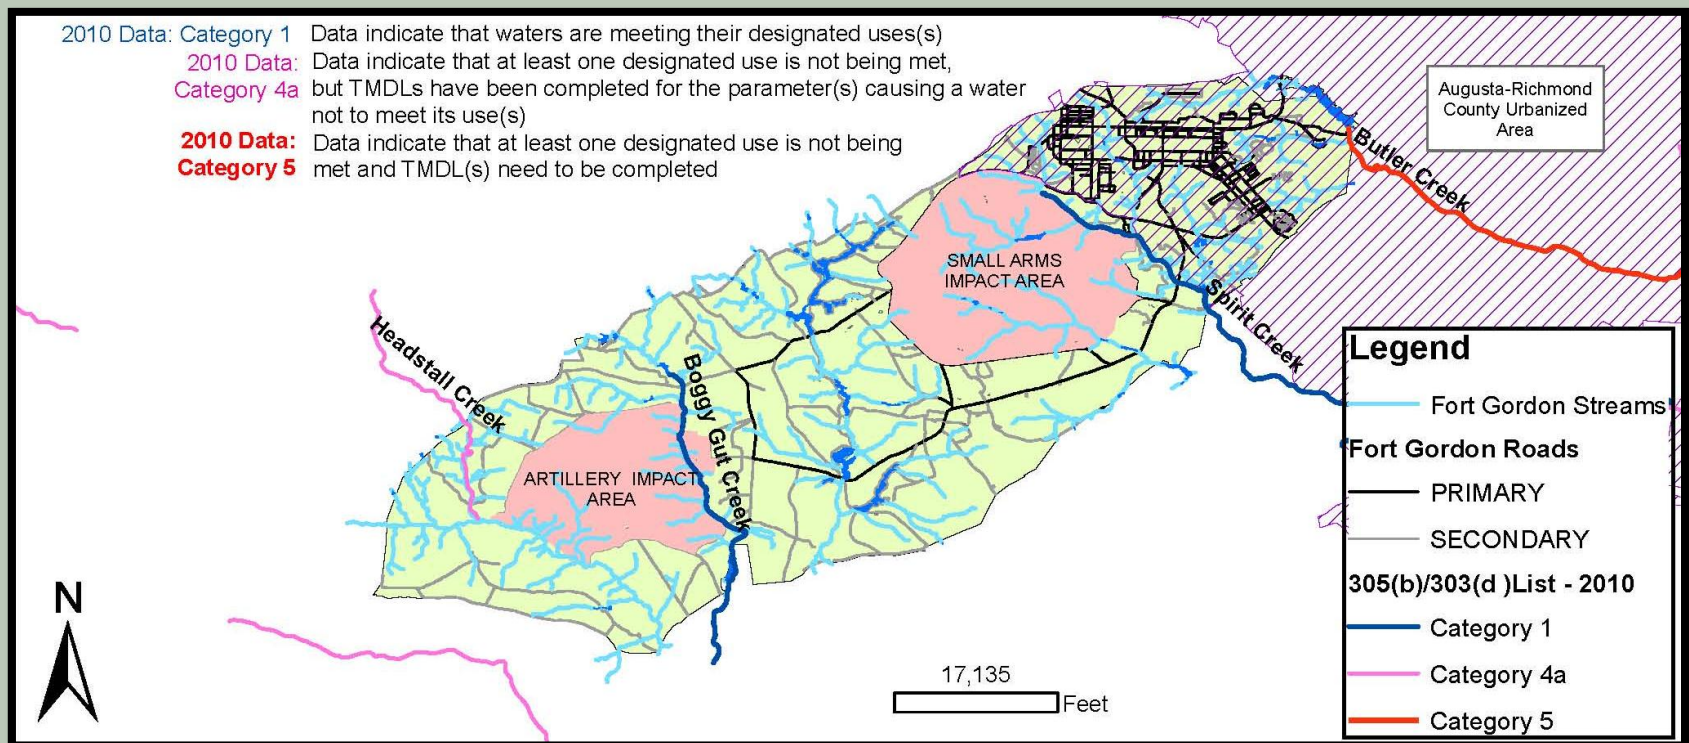 2010 Data: Category 1 Data indicate that waters are meeting their designated uses(s)
2010 Data: Data indicate that at least one designated use is not being met,
Category 4a but TMDLs have been completed for the parameter(s) causing a water
not to meet its use(s)
2010 Data: Data indicate that at least one designated use is not being
Category 5 met and TMDL(s) need to be completed
Augusta-Richmond
County Urbanized
Area
Butler Creek
SMALL ARMS
IMPACT AREA
Spirit Creek
Headstall Creek
Boggy Gut Creek
ARTILLERY IMPACT
AREA
N
17,135
Feet
Legend
Fort Gordon Streams
Fort Gordon Roads
PRIMARY
SECONDARY
305(b)/303(d )List - 2010
Category 1
Category 4a
Category 5